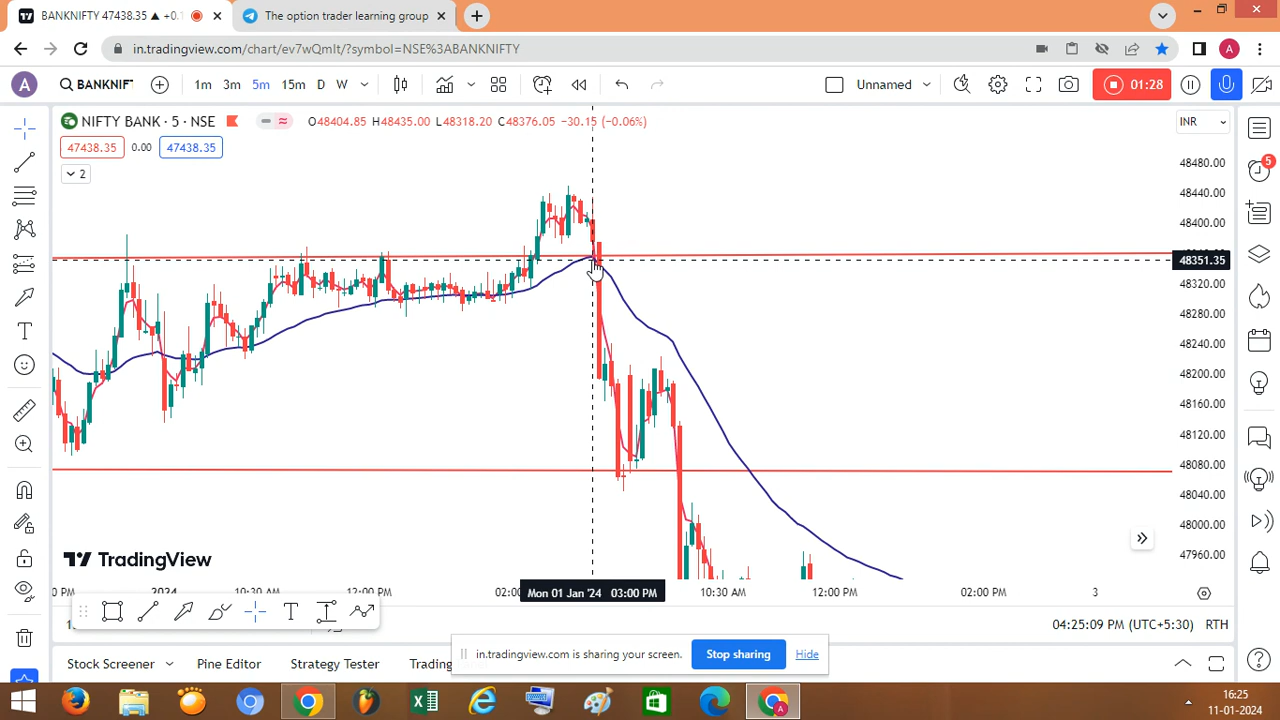 BANKNIFTY 47438.35 ▲ +0.
The option trader learning group
in.tradingview.com/chart/ev7wQmIt/?symbol=NSE%3ABANKNIFTY
A
A
BANKNIFT
1m 3m 5m 15m D W
Unnamed
01:28
NIFTY BANK · 5 · NSE
O48404.85 H48435.00 L48318.20 C48376.05 −30.15 (−0.06%)
INR
47438.35 0.00 47438.35
2
5
48480.00
48440.00
48400.00
48351.35
48320.00
48280.00
48240.00
48200.00
48160.00
48120.00
48080.00
48040.00
48000.00
47960.00
TradingView
2024 10:30 AM 12:00 PM 02:00 Mon 01 Jan '24 03:00 PM 10:30 AM 12:00 PM 02:00 PM 3
T
T
04:25:09 PM (UTC+5:30) RTH
in.tradingview.com is sharing your screen. Stop sharing Hide
Stock Screener Pine Editor Strategy Tester
16:25
11-01-2024